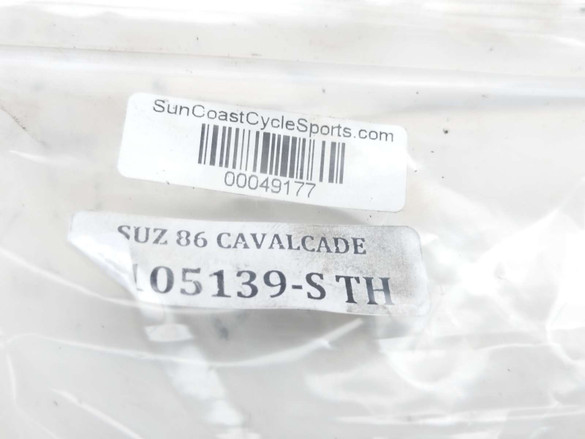 SunCoastCycleSports.com
00049177
SUZ 86 CAVALCADE
105139-S TH